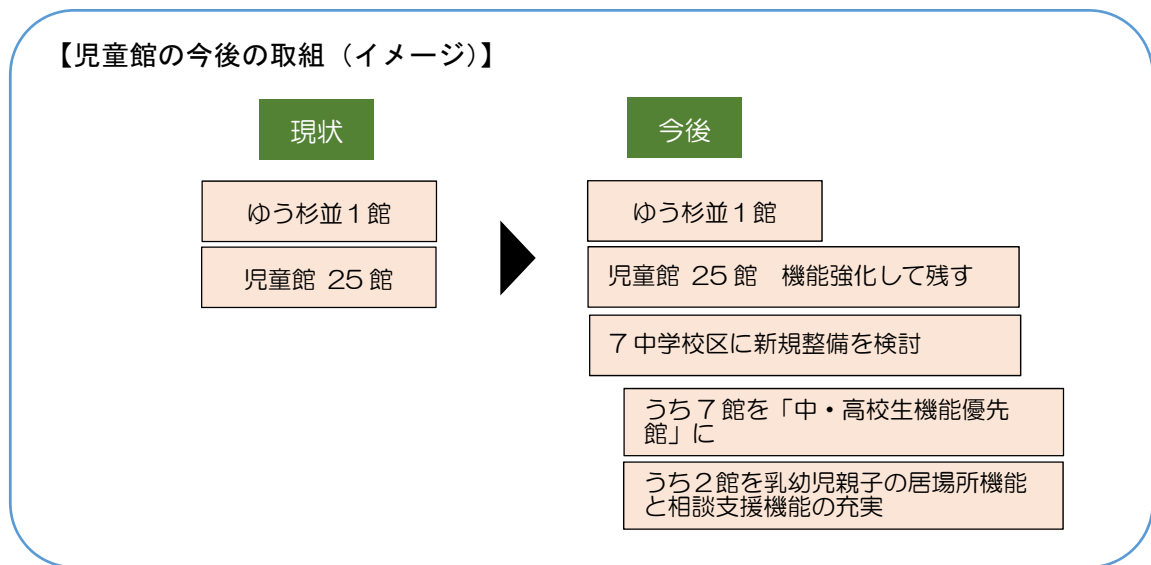 【児童館の今後の取組（イメージ）】
現状
今後
ゆう杉並１館
児童館 25 館
ゆう杉並１館
児童館 25 館　機能強化して残す
７中学校区に新規整備を検討
うち７館を「中・高校生機能優先
館」に
うち２館を乳幼児親子の居場所機能
と相談支援機能の充実